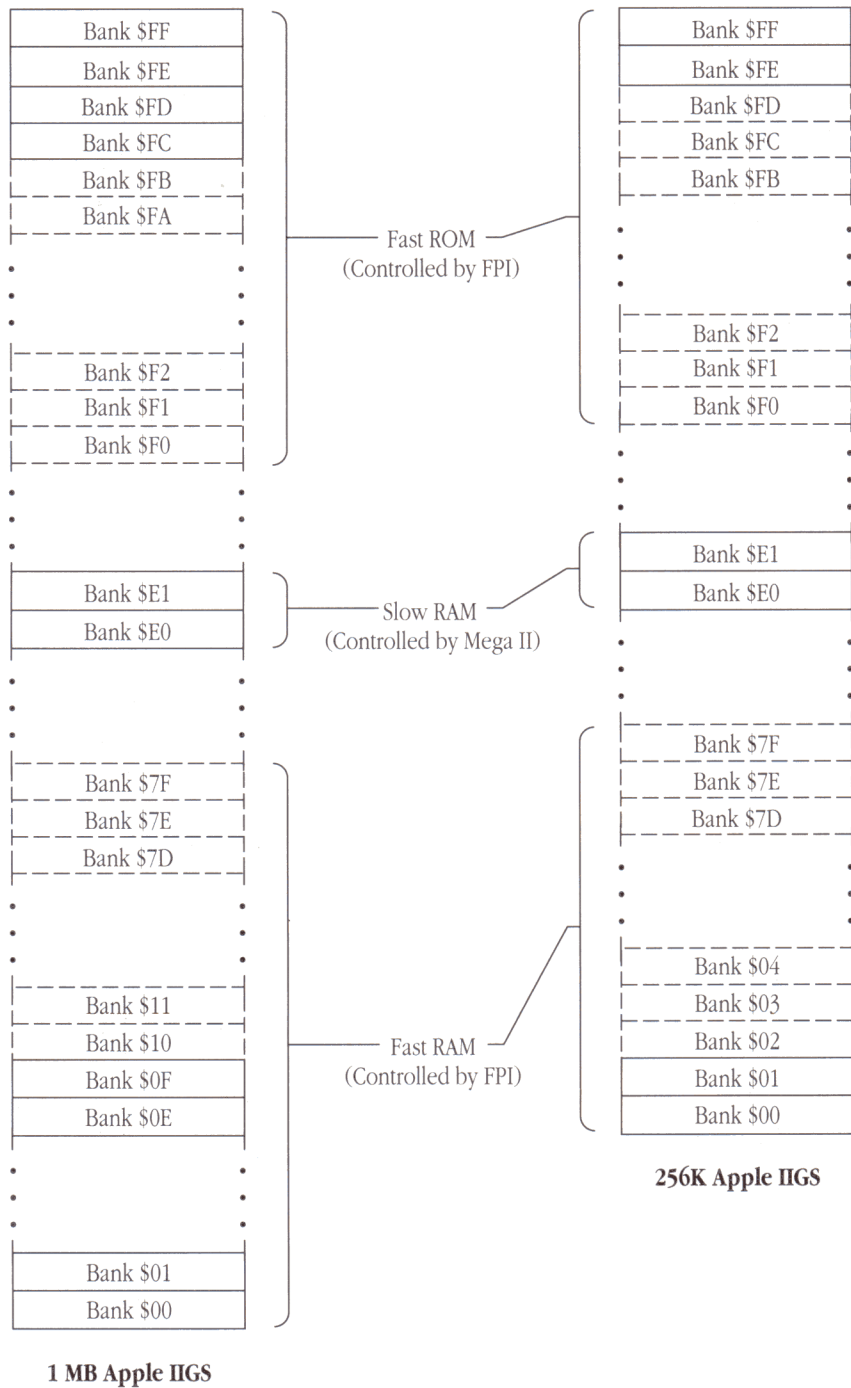 Bank $FF
Bank $FE
Bank $FD
Bank $FC
Bank $FB
Bank $FA
Bank $F2
Bank $F1
Bank $F0
Bank $E1
Bank $E0
Bank $7F
Bank $7E
Bank $7D
Bank $11
Bank $10
Bank $0F
Bank $0E
Bank $01
Bank $00
1 MB Apple IIGS
Fast ROM
(Controlled by FPI)
Slow RAM
(Controlled by Mega II)
Fast RAM
(Controlled by FPI)
Bank $FF
Bank $FE
Bank $FD
Bank $FC
Bank $FB
Bank $F2
Bank $F1
Bank $F0
Bank $E1
Bank $E0
Bank $7F
Bank $7E
Bank $7D
Bank $04
Bank $03
Bank $02
Bank $01
Bank $00
256K Apple IIGS